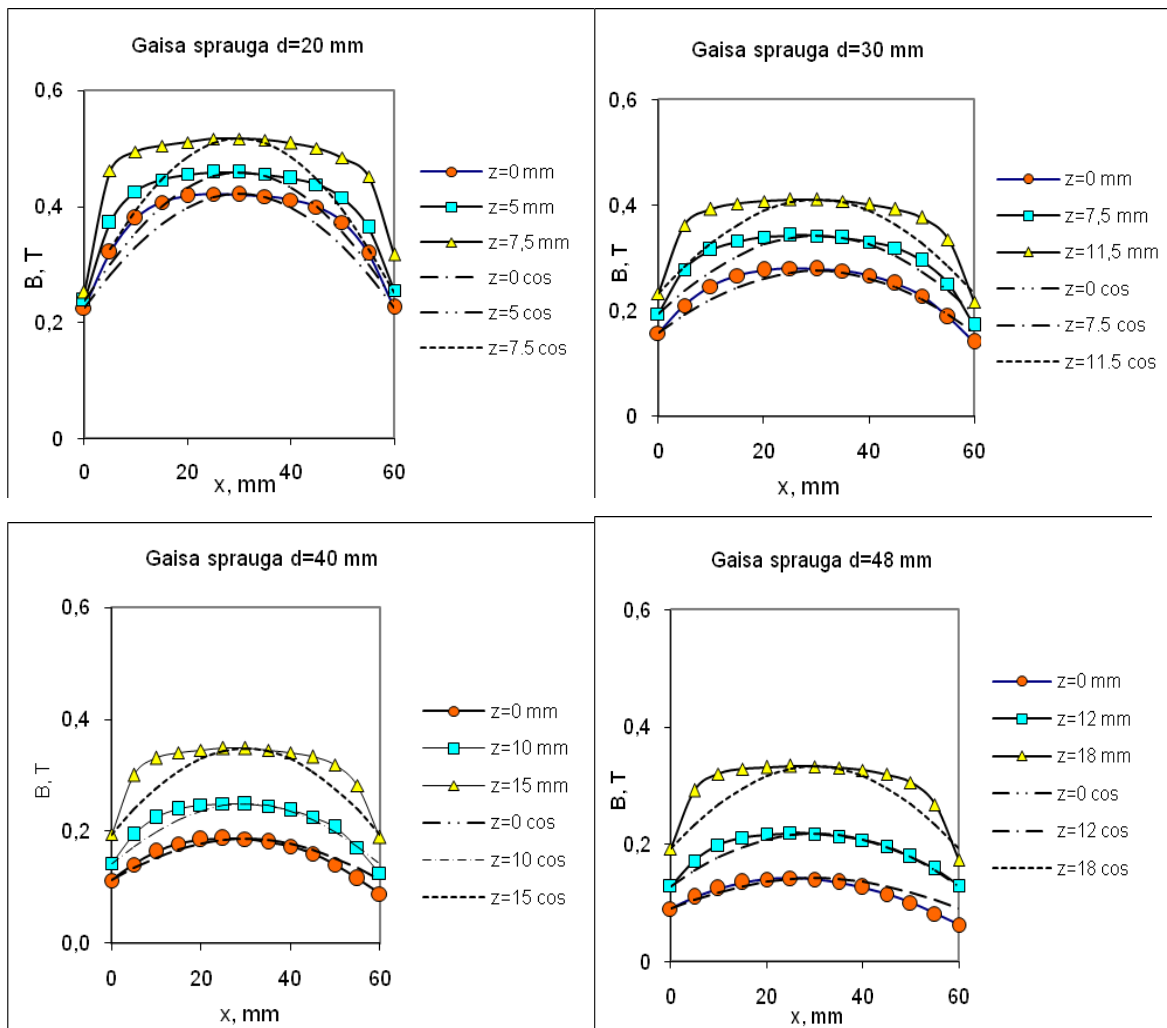 Gaisa sprauga d=20 mm
0,6
0,4
0,2
0
B, T
0
20
40
60
x, mm
z=0 mm
z=5 mm
z=7,5 mm
z=0 cos
z=5 cos
z=7.5 cos
Gaisa sprauga d=30 mm
0,6
0,4
0,2
0
B, T
0
20
40
60
x, mm
z=0 mm
z=7,5 mm
z=11,5 mm
z=0 cos
z=7.5 cos
z=11.5 cos
Gaisa sprauga d=40 mm
0,6
0,4
0,2
0,0
B, T
0
20
40
60
x, mm
z=0 mm
z=10 mm
z=15 mm
z=0 cos
z=10 cos
z=15 cos
Gaisa sprauga d=48 mm
0,6
0,4
0,2
0
B, T
0
20
40
60
x, mm
z=0 mm
z=12 mm
z=18 mm
z=0 cos
z=12 cos
z=18 cos